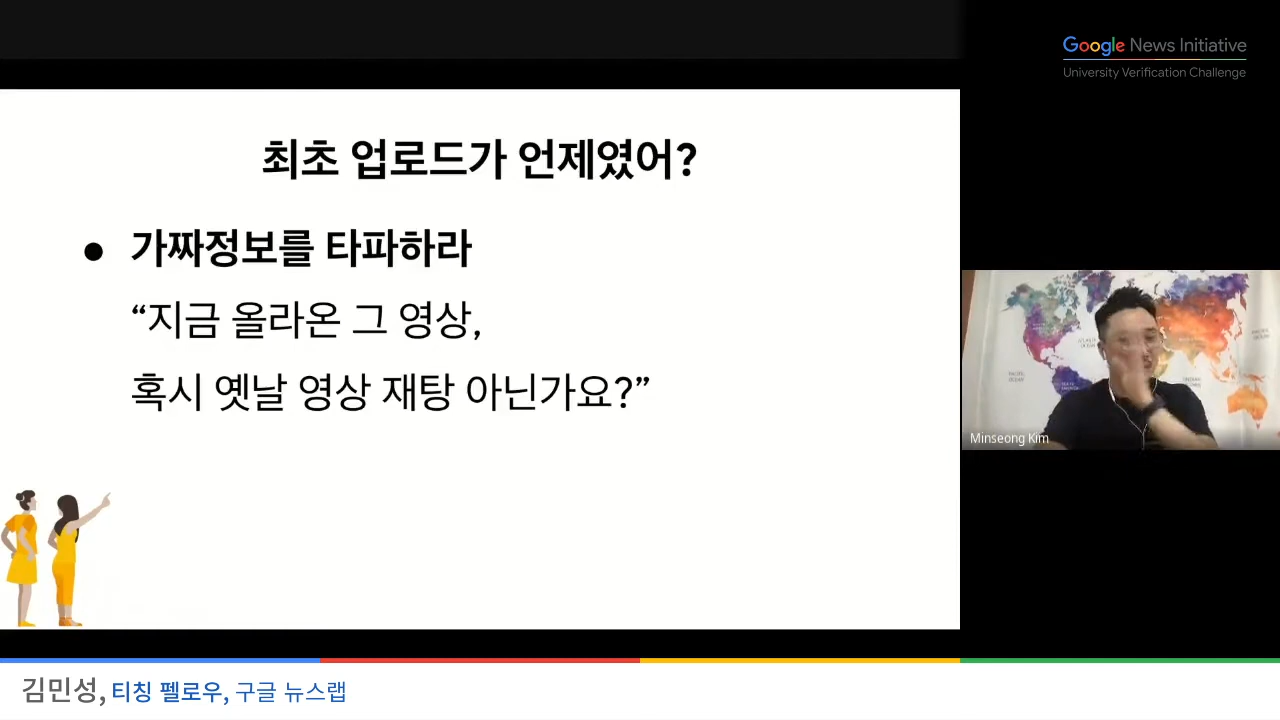 Google News Initiative
University Verification Challenge
최초 업로드가 언제였어?
● 가짜정보를 타파하라
“지금 올라온 그 영상,
혹시 옛날 영상 재탕 아닌가요?”
Minseong Kim
김민성, 티칭 펠로우, 구글 뉴스랩